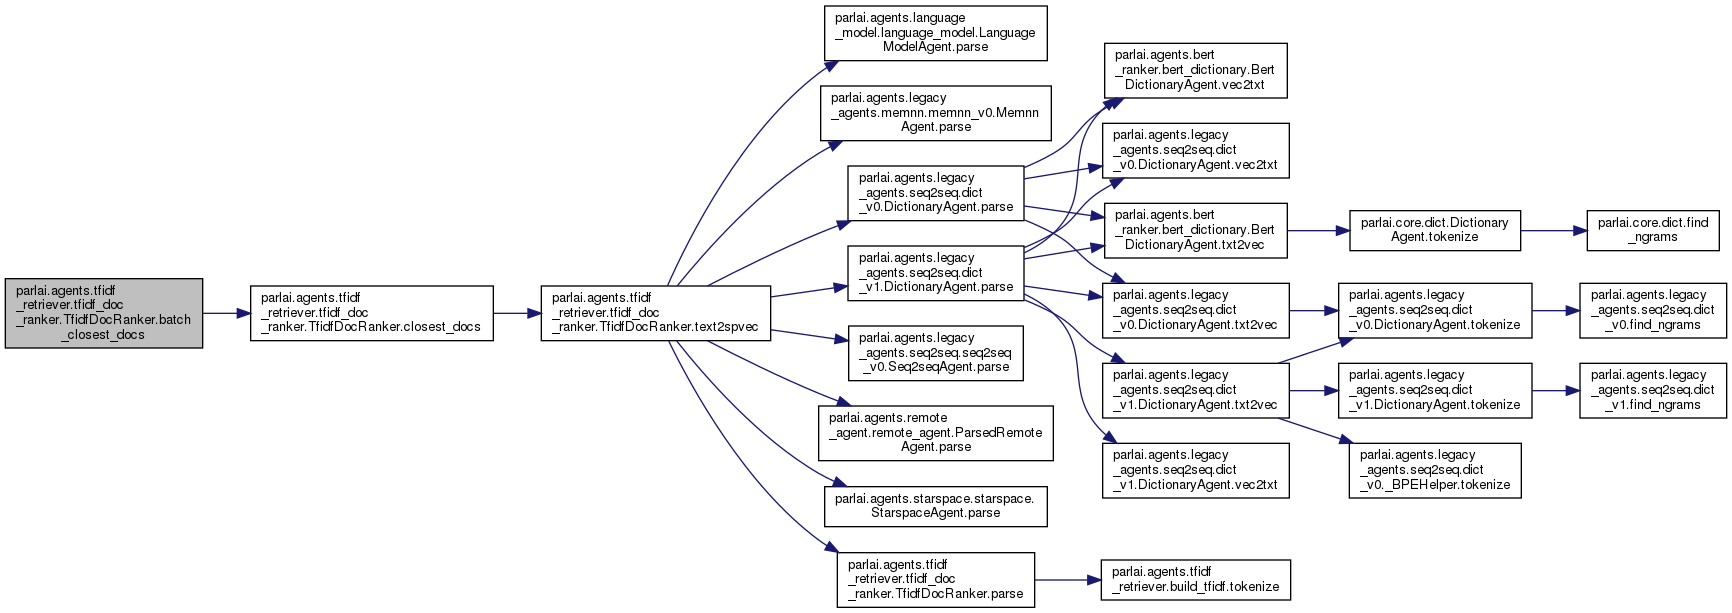 parlai.agents.tfidf
_retriever.tfidf_doc
_ranker.TfidfDocRanker.batch
_closest_docs
parlai.agents.tfidf
_retriever.tfidf_doc
_ranker.TfidfDocRanker.closest_docs
parlai.agents.tfidf
_retriever.tfidf_doc
_ranker.TfidfDocRanker.text2spvec
parlai.agents.language
_model.language_model.Language
ModelAgent.parse
parlai.agents.legacy
_agents.memnn.memnn_v0.Memnn
Agent.parse
parlai.agents.legacy
_agents.seq2seq.dict
_v0.DictionaryAgent.parse
parlai.agents.legacy
_agents.seq2seq.dict
_v1.DictionaryAgent.parse
parlai.agents.legacy
_agents.seq2seq.seq2seq
_v0.Seq2seqAgent.parse
parlai.agents.remote
_agent.remote_agent.ParsedRemote
Agent.parse
parlai.agents.starspace.starspace.
StarspaceAgent.parse
parlai.agents.tfidf
_retriever.tfidf_doc
_ranker.TfidfDocRanker.parse
parlai.agents.bert
_ranker.bert_dictionary.Bert
DictionaryAgent.vec2txt
parlai.agents.legacy
_agents.seq2seq.dict
_v0.DictionaryAgent.vec2txt
parlai.agents.bert
_ranker.bert_dictionary.Bert
DictionaryAgent.txt2vec
parlai.agents.legacy
_agents.seq2seq.dict
_v0.DictionaryAgent.txt2vec
parlai.agents.legacy
_agents.seq2seq.dict
_v1.DictionaryAgent.txt2vec
parlai.agents.legacy
_agents.seq2seq.dict
_v1.DictionaryAgent.vec2txt
parlai.agents.tfidf
_retriever.build_tfidf.tokenize
parlai.core.dict.Dictionary
Agent.tokenize
parlai.agents.legacy
_agents.seq2seq.dict
_v0.DictionaryAgent.tokenize
parlai.agents.legacy
_agents.seq2seq.dict
_v1.DictionaryAgent.tokenize
parlai.agents.legacy
_agents.seq2seq.dict
_v0._BPEHelper.tokenize
parlai.core.dict.find
_ngrams
parlai.agents.legacy
_agents.seq2seq.dict
_v0.find_ngrams
parlai.agents.legacy
_agents.seq2seq.dict
_v1.find_ngrams